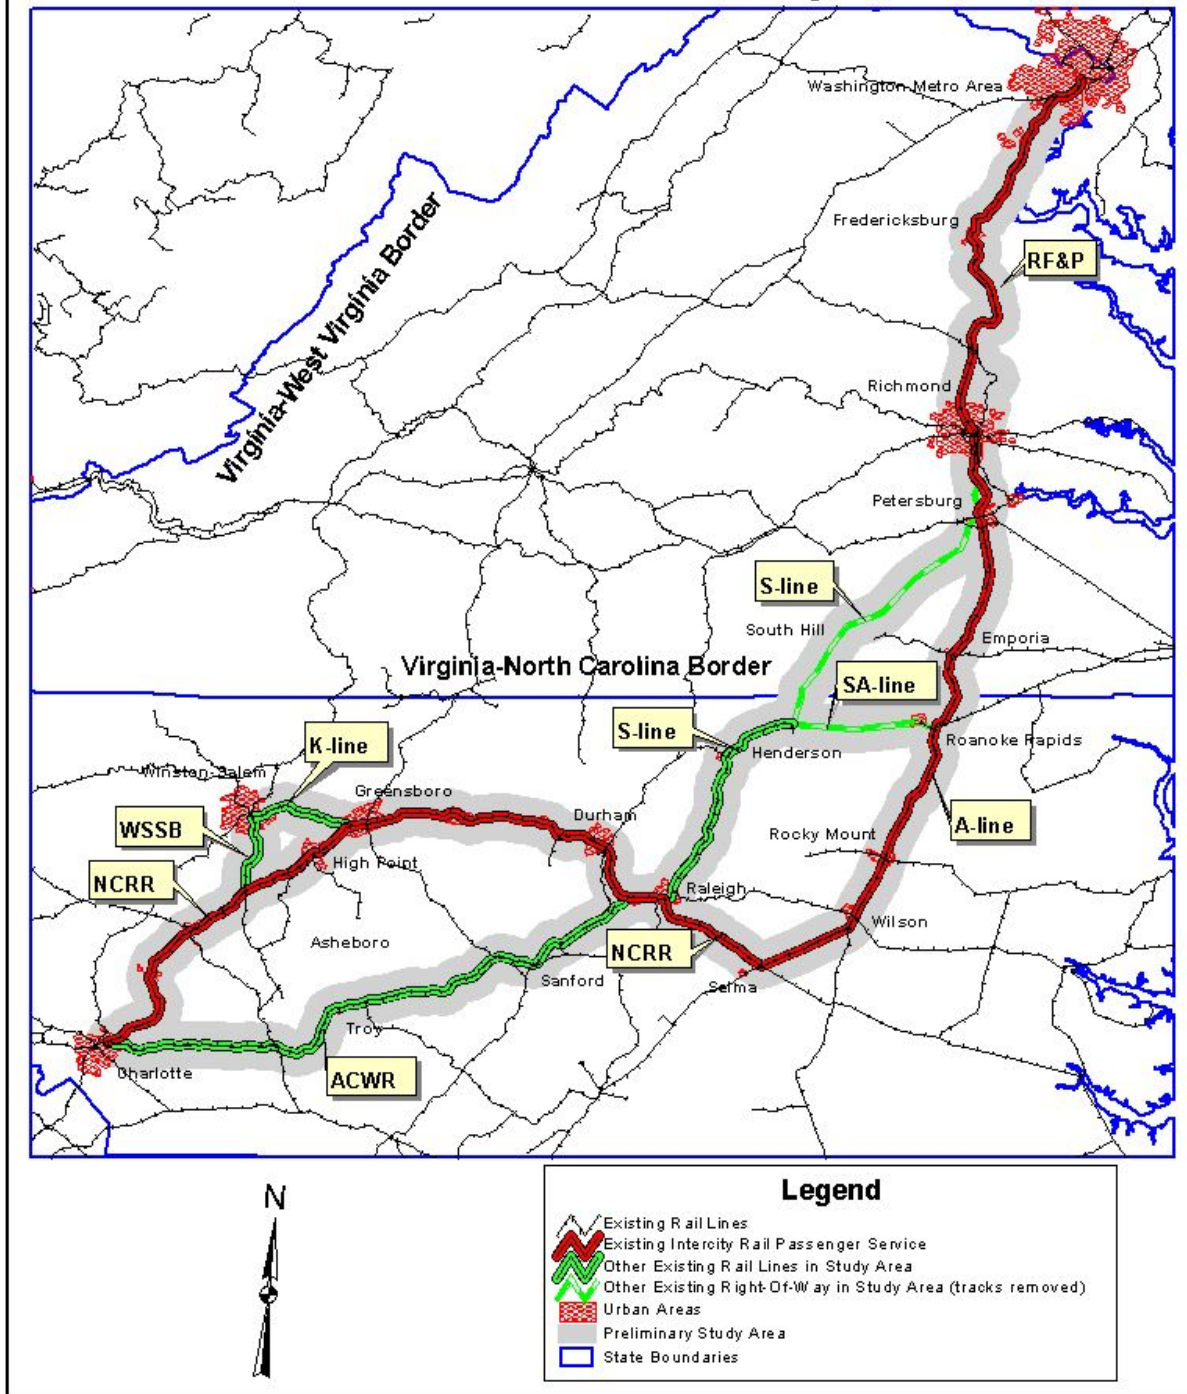 Washington Metro Area
Fredericksburg
RF&P
Virginia-West Virginia Border
Richmond
Petersburg
S-line
South Hill
Emporia
Virginia-North Carolina Border
SA-line
S-line
K-line
Henderson
Roanoke Rapids
Winston-Salem
Greensboro
WSSB
Durham
Rocky Mount
A-line
High Point
NCRR
Raleigh
Wilson
Asheboro
NCRR
Sanford
Selma
Troy
Charlotte
ACWR
N
Legend
Existing Rail Lines
Existing Intercity Rail Passenger Service
Other Existing Rail Lines in Study Area
Other Existing Right-Of-Way in Study Area (tracks removed)
Urban Areas
Preliminary Study Area
State Boundaries